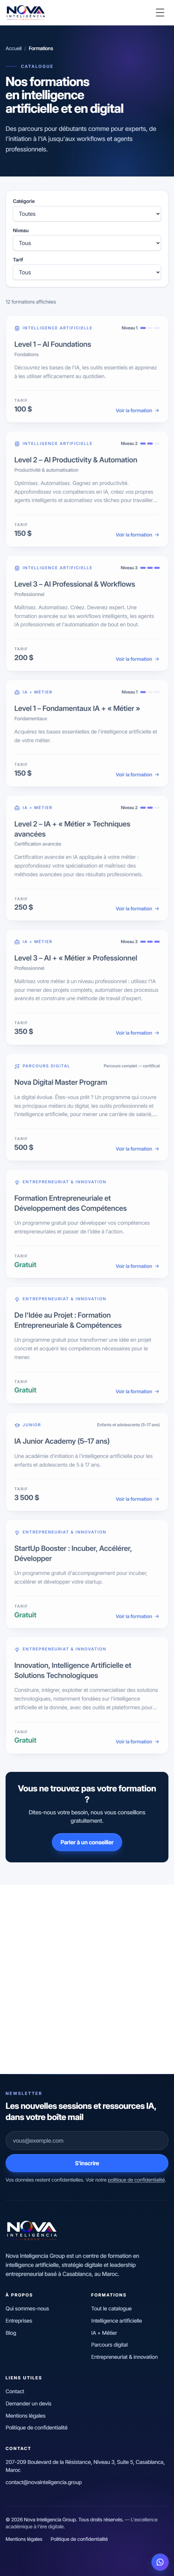 NOVA
INTELIGENCIA
Accueil / Formations
CATALOGUE
Nos formations
en intelligence
artificielle et en digital
Des parcours pour débutants comme pour experts, de
l'initiation à l'IA jusqu'aux workflows et agents
professionnels.
Catégorie
Toutes
Niveau
Tous
Tarif
Tous
12 formations affichées
INTELLIGENCE ARTIFICIELLE
Niveau 1
Level 1 – AI Foundations
Fondations
Découvrez les bases de l'IA, les outils essentiels et apprenez
à les utiliser efficacement au quotidien.
TARIF
100 $
Voir la formation →
INTELLIGENCE ARTIFICIELLE
Niveau 2
Level 2 – AI Productivity & Automation
Productivité & automatisation
Optimisez. Automatisez. Gagnez en productivité.
Approfondissez vos compétences en IA, créez vos propres
agents intelligents et automatisez vos tâches pour travailler…
TARIF
150 $
Voir la formation →
INTELLIGENCE ARTIFICIELLE
Niveau 3
Level 3 – AI Professional & Workflows
Professionnel
Maîtrisez. Automatisez. Créez. Devenez expert. Une
formation avancée sur les workflows intelligents, les agents
IA professionnels et l'automatisation de bout en bout.
TARIF
200 $
Voir la formation →
IA + MÉTIER
Niveau 1
Level 1 – Fondamentaux IA + « Métier »
Fondamentaux
Acquérez les bases essentielles de l'intelligence artificielle et
de votre métier.
TARIF
150 $
Voir la formation →
IA + MÉTIER
Niveau 2
Level 2 – IA + « Métier » Techniques
avancées
Certification avancée
Certification avancée en IA appliquée à votre métier :
approfondissez votre spécialisation et maîtrisez des
méthodes avancées pour des résultats professionnels.
TARIF
250 $
Voir la formation →
IA + MÉTIER
Niveau 3
Level 3 – AI + « Métier » Professionnel
Professionnel
Maîtrisez votre métier à un niveau professionnel : utilisez l'IA
pour mener des projets complets, automatiser des processus
avancés et construire une méthode de travail d'expert.
TARIF
350 $
Voir la formation →
PARCOURS DIGITAL
Parcours complet — certificat
Nova Digital Master Program
Le digital évolue. Êtes-vous prêt ? Un programme qui couvre
les principaux métiers du digital, les outils professionnels et
l'intelligence artificielle, pour mener une carrière de salarié,…
TARIF
500 $
Voir la formation →
ENTREPRENEURIAT & INNOVATION
Formation Entrepreneuriale et
Développement des Compétences
Un programme gratuit pour développer vos compétences
entrepreneuriales et passer de l'idée à l'action.
TARIF
Gratuit
Voir la formation →
ENTREPRENEURIAT & INNOVATION
De l'Idée au Projet : Formation
Entrepreneuriale & Compétences
Un programme gratuit pour transformer une idée en projet
concret et acquérir les compétences nécessaires pour le
mener.
TARIF
Gratuit
Voir la formation →
JUNIOR
Enfants et adolescents (5–17 ans)
IA Junior Academy (5–17 ans)
Une académie d'initiation à l'intelligence artificielle pour les
enfants et adolescents de 5 à 17 ans.
TARIF
3 500 $
Voir la formation →
ENTREPRENEURIAT & INNOVATION
StartUp Booster : Incuber, Accélérer,
Développer
Un programme gratuit d'accompagnement pour incuber,
accélérer et développer votre startup.
TARIF
Gratuit
Voir la formation →
ENTREPRENEURIAT & INNOVATION
Innovation, Intelligence Artificielle et
Solutions Technologiques
Construire, intégrer, exploiter et commercialiser des solutions
technologiques, notamment fondées sur l'intelligence
artificielle et la donnée, avec des outils et plateformes pour…
TARIF
Gratuit
Voir la formation →
Vous ne trouvez pas votre formation
?
Dites-nous votre besoin, nous vous conseillons
gratuitement.
Parler à un conseiller
NEWSLETTER
Les nouvelles sessions et ressources IA,
dans votre boîte mail
vous@exemple.com
S'inscrire
Vos données restent confidentielles. Voir notre politique de confidentialité.
NOVA
INTELIGENCIA
Nova Inteligencia Group est un centre de formation en
intelligence artificielle, stratégie digitale et leadership
entrepreneurial basé à Casablanca, au Maroc.
À PROPOS
Qui sommes-nous
Entreprises
Blog
FORMATIONS
Tout le catalogue
Intelligence artificielle
IA + Métier
Parcours digital
Entrepreneuriat & innovation
LIENS UTILES
Contact
Demander un devis
Mentions légales
Politique de confidentialité
CONTACT
207-209 Boulevard de la Résistance, Niveau 3, Suite 5, Casablanca,
Maroc
contact@novainteligencia.group
© 2026 Nova Inteligencia Group. Tous droits réservés. — L'excellence
académique à l'ère digitale.
Mentions légales Politique de confidentialité